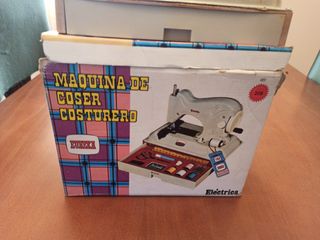 MAQUINA DE
COSER
COSTURERO
Eléctrica